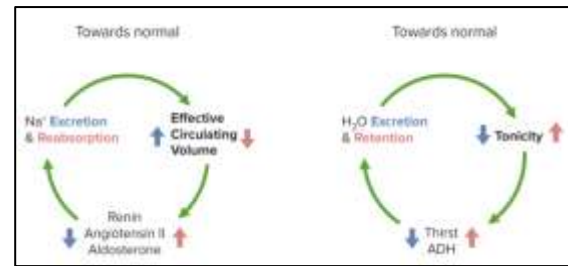 Towards normal
Na⁺ Excretion
& Reabsorption
Effective
Circulating
Volume
Renin
Angiotensin II
Aldosterone
Towards normal
H₂O Excretion
& Retention
Tonicity
Thirst
ADH